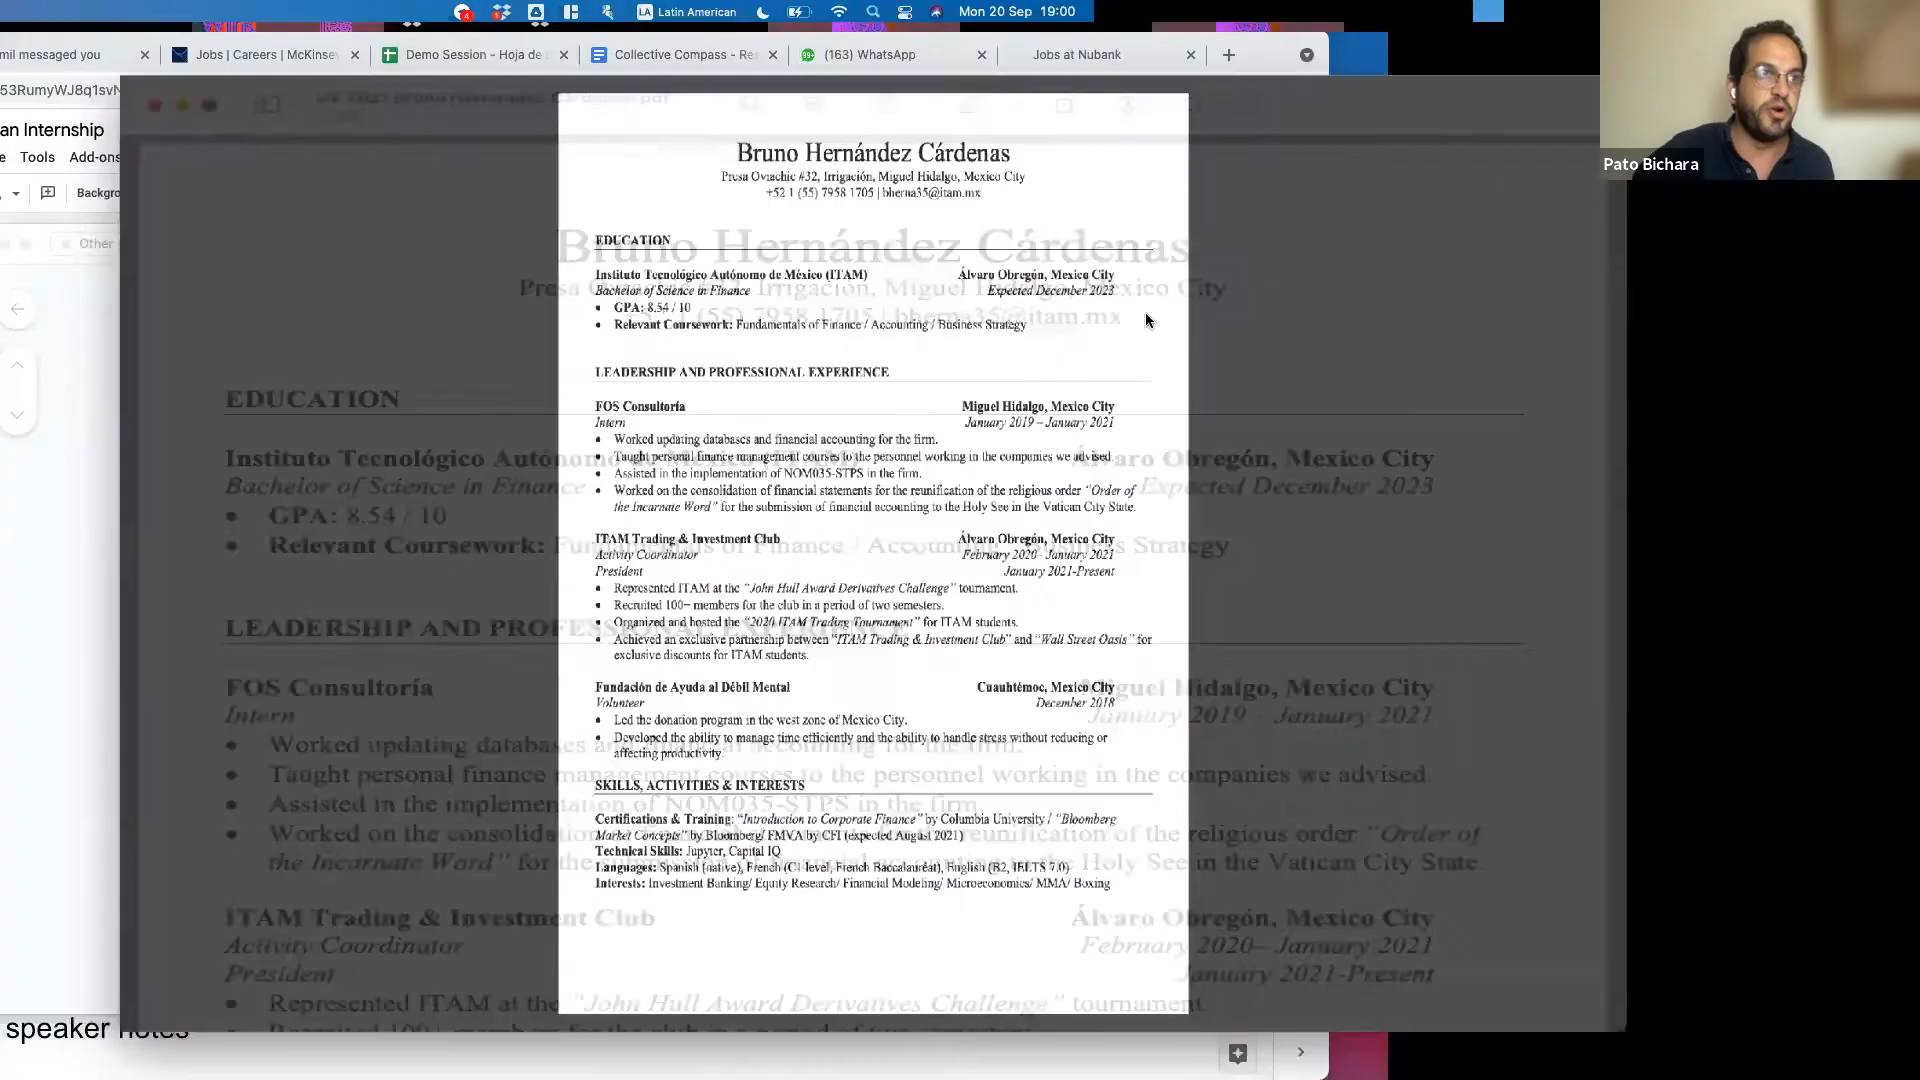 LA Latin American
Mon 20 Sep 19:00
mil messaged you
Jobs | Careers | McKinsey
Demo Session - Hoja de
Collective Compass - Re
(163) WhatsApp
Jobs at Nubank
53RumyWJ8q1svN
an Internship
Tools Add-ons
Backgro
Other
Pato Bichara
Bruno Hernández Cárdenas
Presa Oviachic #32, Irrigación, Miguel Hidalgo, Mexico City
+52 1 (55) 7958 1705 | bherna35@itam.mx
EDUCATION
Instituto Tecnológico Autónomo de México (ITAM) Álvaro Obregón, Mexico City
Bachelor of Science in Finance Expected December 2023
• GPA: 8.54 / 10
• Relevant Coursework: Fundamentals of Finance / Accounting / Business Strategy
LEADERSHIP AND PROFESSIONAL EXPERIENCE
FOS Consultoría Miguel Hidalgo, Mexico City
Intern January 2019 – January 2021
• Worked updating databases and financial accounting for the firm.
• Taught personal finance management courses to the personnel working in the companies we advised.
• Assisted in the implementation of NOM035-STPS in the firm.
• Worked on the consolidation of financial statements for the reunification of the religious order "Order of
the Incarnate Word" for the submission of financial accounting to the Holy See in the Vatican City State.
ITAM Trading & Investment Club Álvaro Obregón, Mexico City
Activity Coordinator February 2020– January 2021
President January 2021-Present
• Represented ITAM at the "John Hull Award Derivatives Challenge" tournament.
• Recruited 100+ members for the club in a period of two semesters.
• Organized and hosted the "2020 ITAM Trading Tournament" for ITAM students.
• Achieved an exclusive partnership between "ITAM Trading & Investment Club" and "Wall Street Oasis" for
exclusive discounts for ITAM students.
Fundación de Ayuda al Débil Mental Cuauhtémoc, Mexico City
Volunteer December 2018
• Led the donation program in the west zone of Mexico City.
• Developed the ability to manage time efficiently and the ability to handle stress without reducing or
affecting productivity.
SKILLS, ACTIVITIES & INTERESTS
Certifications & Training: "Introduction to Corporate Finance" by Columbia University / "Bloomberg
Market Concepts" by Bloomberg/ FMVA by CFI (expected August 2021)
Technical Skills: Jupyter, Capital IQ
Languages: Spanish (native), French (C1 level, French Baccalauréat), English (B2, IELTS 7.0)
Interests: Investment Banking/ Equity Research/ Financial Modeling/ Microeconomics/ MMA/ Boxing
speaker notes